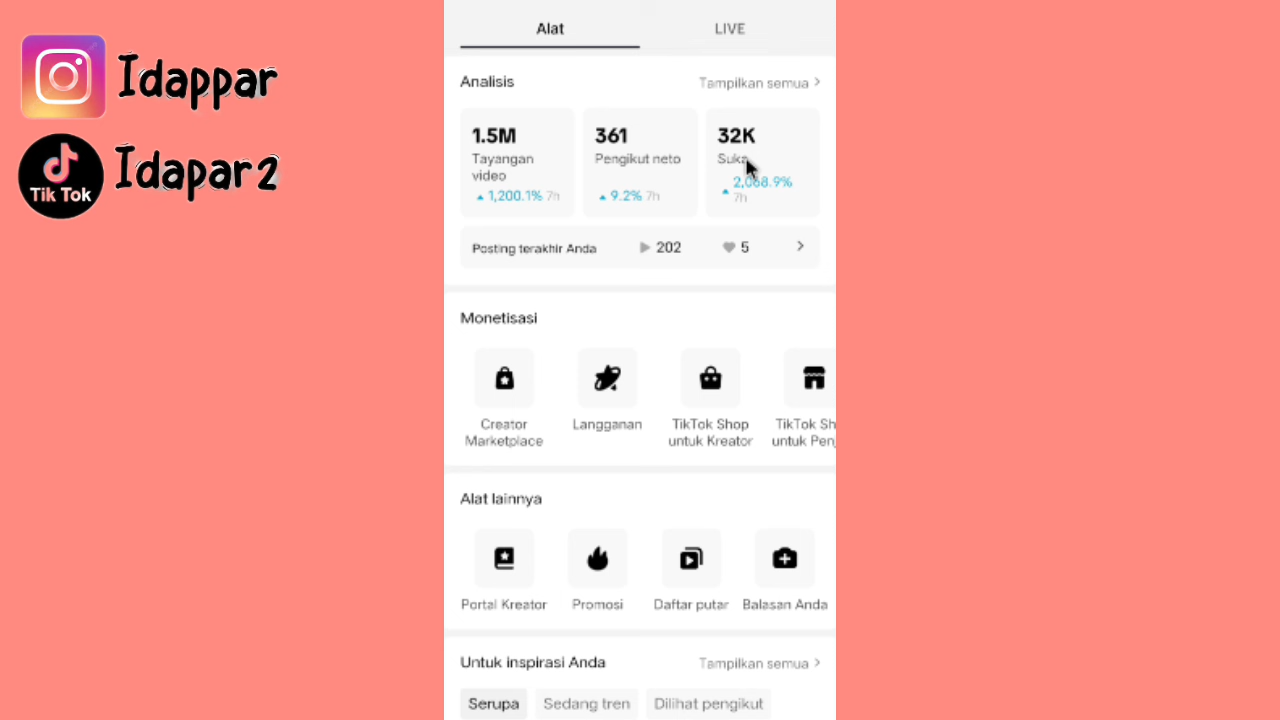 Idappar
Tik Tok
Idapar2
Alat
LIVE
Analisis
Tampilkan semua >
1.5M
Tayangan
video
1,200.1% 7h
361
Pengikut neto
9.2% 7h
32K
Suka
2,068.9%
7h
Posting terakhir Anda
202
5
Monetisasi
Creator
Marketplace
Langganan
TikTok Shop
untuk Kreator
TikTok Sh
untuk Penj
Alat lainnya
Portal Kreator
Promosi
Daftar putar
Balasan Anda
Untuk inspirasi Anda
Tampilkan semua >
Serupa
Sedang tren
Dilihat pengikut